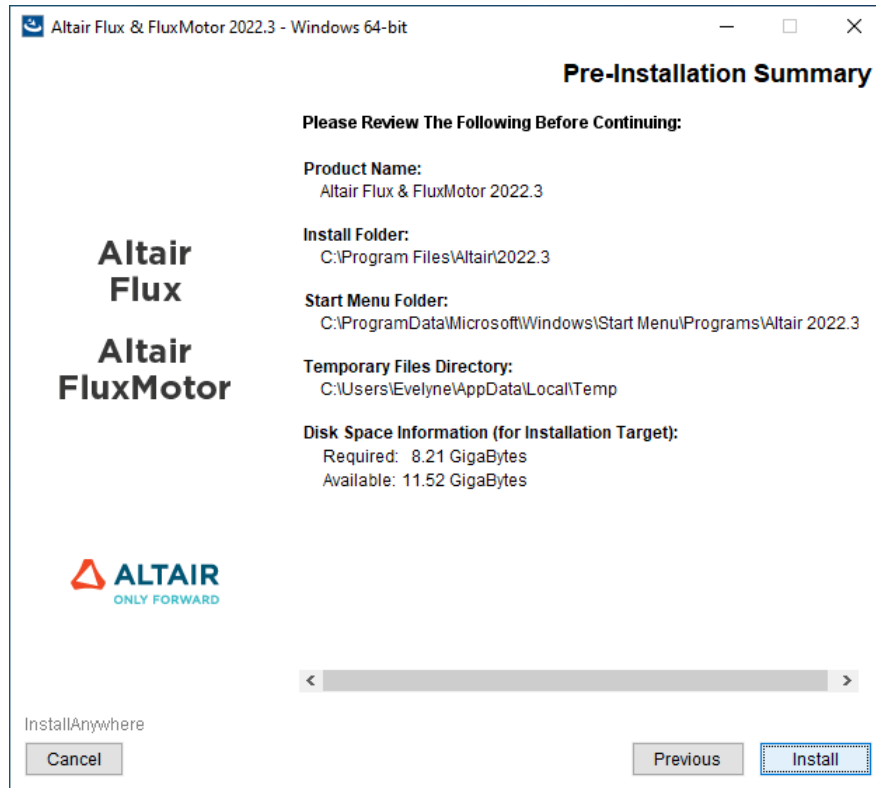 Altair Flux & FluxMotor 2022.3 - Windows 64-bit
Pre-Installation Summary
Please Review The Following Before Continuing:
Product Name:
Altair Flux & FluxMotor 2022.3
Install Folder:
C:\Program Files\Altair\2022.3
Start Menu Folder:
C:\ProgramData\Microsoft\Windows\Start Menu\Programs\Altair 2022.3
Temporary Files Directory:
C:\Users\Evelyne\AppData\Local\Temp
Disk Space Information (for Installation Target):
Required: 8.21 GigaBytes
Available: 11.52 GigaBytes
Altair
Flux
Altair
FluxMotor
ALTAIR
ONLY FORWARD
InstallAnywhere
Cancel
Previous
Install